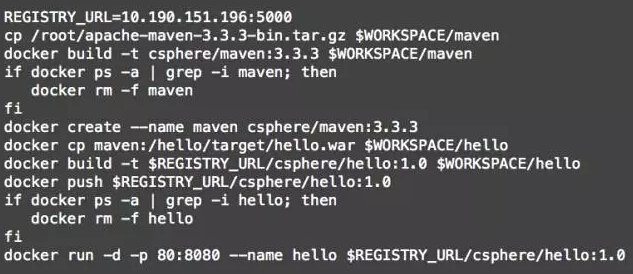 REGISTRY_URL=10.190.151.196:5000
cp /root/apache-maven-3.3.3-bin.tar.gz $WORKSPACE/maven
docker build -t csphere/maven:3.3.3 $WORKSPACE/maven
if docker ps -a | grep -i maven; then
   docker rm -f maven
fi
docker create --name maven csphere/maven:3.3.3
docker cp maven:/hello/target/hello.war $WORKSPACE/hello
docker build -t $REGISTRY_URL/csphere/hello:1.0 $WORKSPACE/hello
docker push $REGISTRY_URL/csphere/hello:1.0
if docker ps -a | grep -i hello; then
   docker rm -f hello
fi
docker run -d -p 80:8080 --name hello $REGISTRY_URL/csphere/hello:1.0